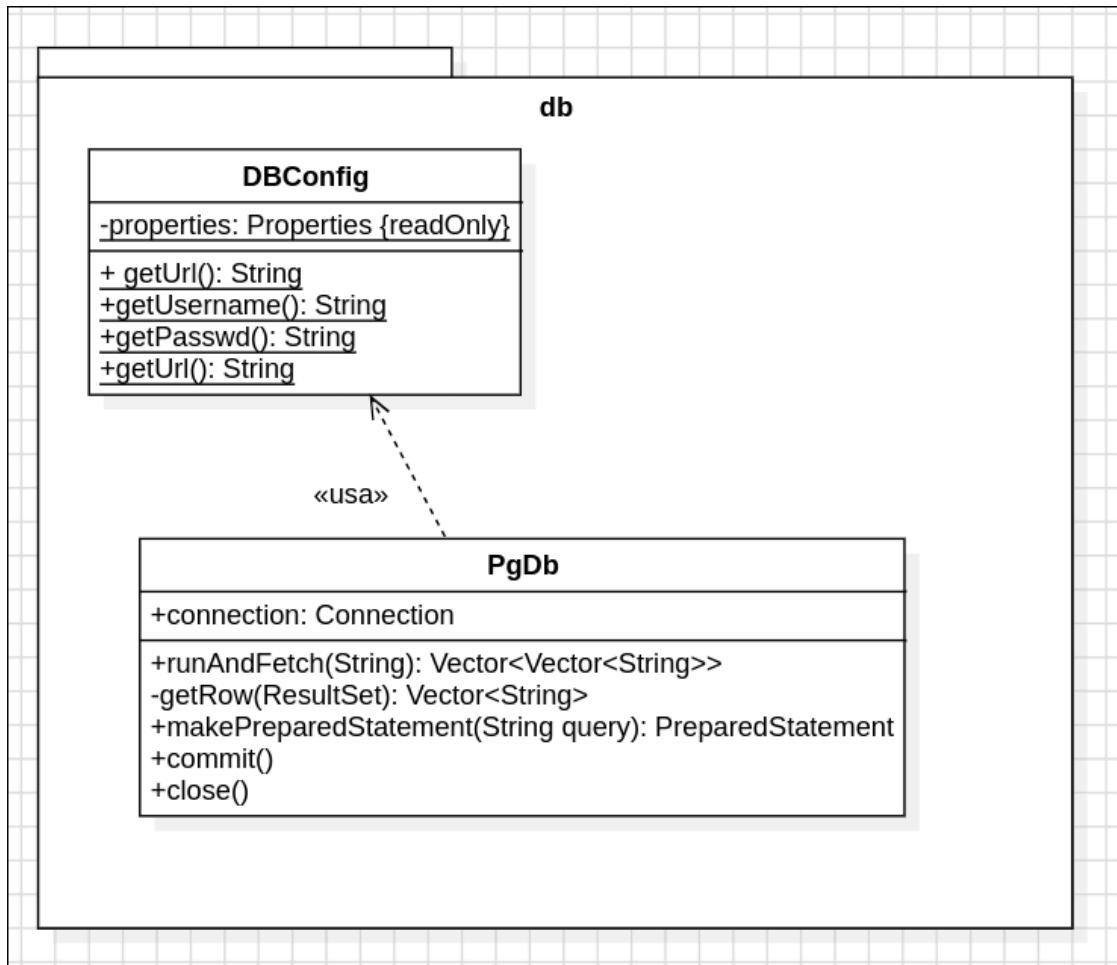 db
DBConfig
-properties: Properties {readOnly}
+ getUrl(): String
+getUsername(): String
+getPasswd(): String
+getUrl(): String
«usa»
PgDb
+connection: Connection
+runAndFetch(String): Vector<Vector<String>>
-getRow(ResultSet): Vector<String>
+makePreparedStatement(String query): PreparedStatement
+commit()
+close()